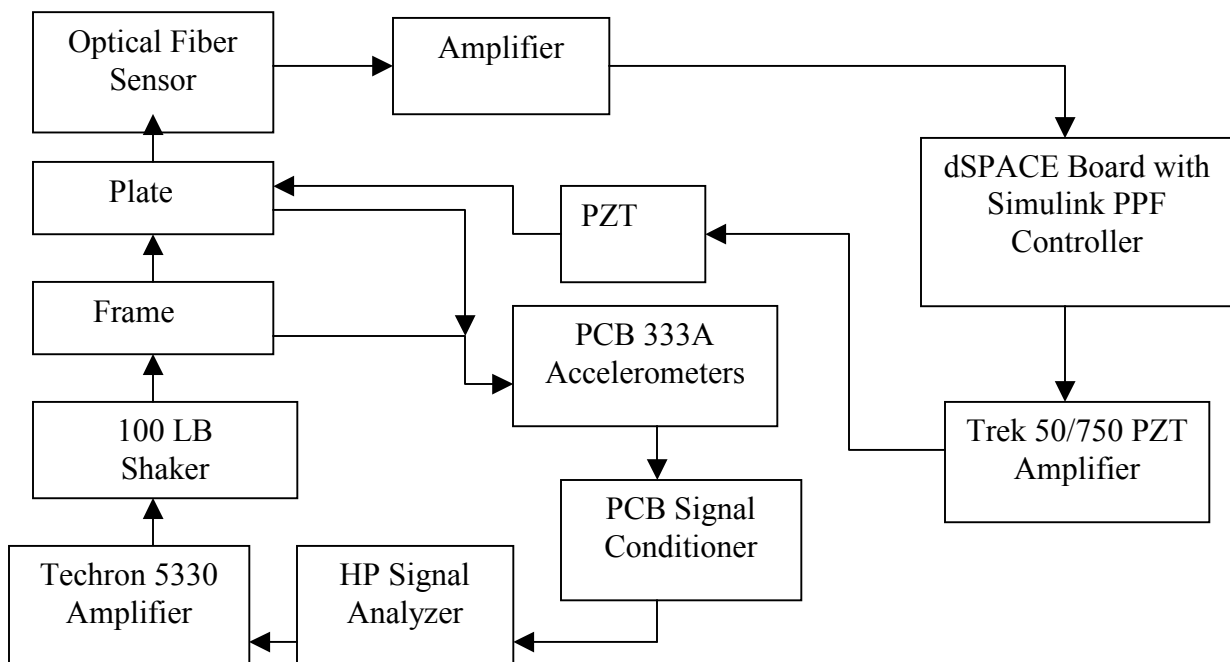 Optical Fiber
Sensor
Amplifier
dSPACE Board with
Simulink PPF
Controller
Plate
PZT
Frame
PCB 333A
Accelerometers
100 LB
Shaker
Trek 50/750 PZT
Amplifier
PCB Signal
Conditioner
Techron 5330
Amplifier
HP Signal
Analyzer